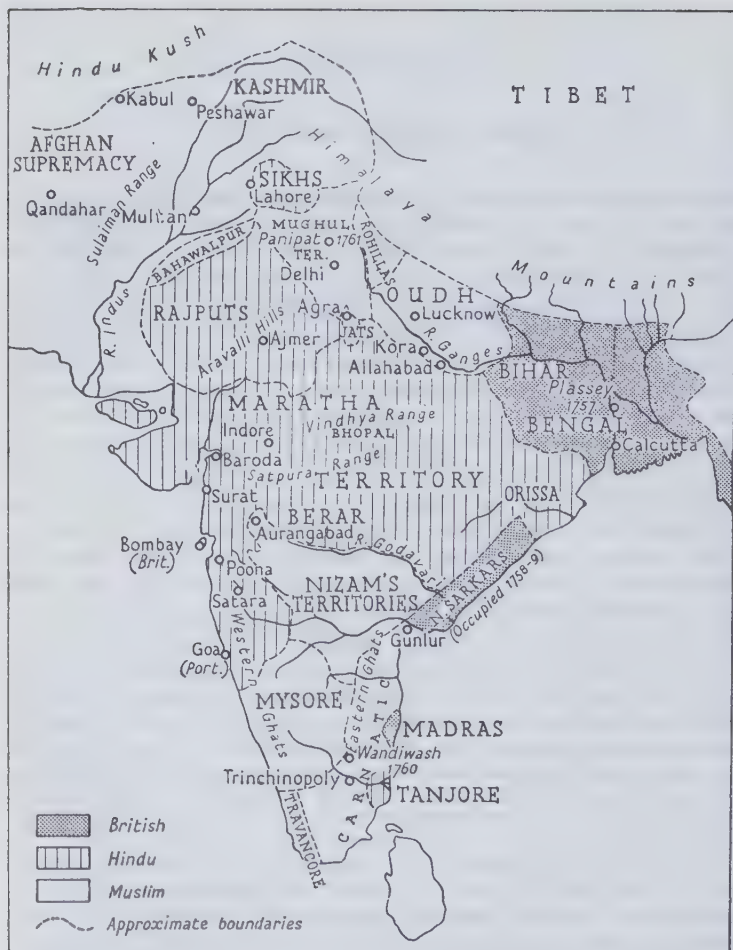 Hindu Kush
Kabul
Peshawar
KASHMIR
TIBET
AFGHAN
SUPREMACY
Qandahar
Sulaiman Range
Multan
SIKHS
Lahore
Himalaya
MUGHUL
Panipat 1761
TER.
Delhi
ROHILLAS
BAHAWALPUR
R. Indus
RAJPUTS
Aravalli Hills
Ajmer
Agra
JATS
OUDH
Lucknow
Kora
R. Ganges
Allahabad
Mountains
BIHAR
Plassey
1757
BENGAL
Calcutta
MARATHA
Vindhya Range
Indore
BHOPAL
Baroda
Satpura Range
TERRITORY
Surat
ORISSA
BERAR
Aurangabad
R. Godavari
Bombay
(Brit.)
Poona
Satara
NIZAM'S
TERRITORIES
N. SARKARS
(Occupied 1758-9)
Gunlur
Goa
(Port.)
Western Ghats
MYSORE
Eastern Ghats
CARNATIC
MADRAS
Wandiwash
1760
Trinchinopoly
TANJORE
TRAVANCORE
British
Hindu
Muslim
Approximate boundaries